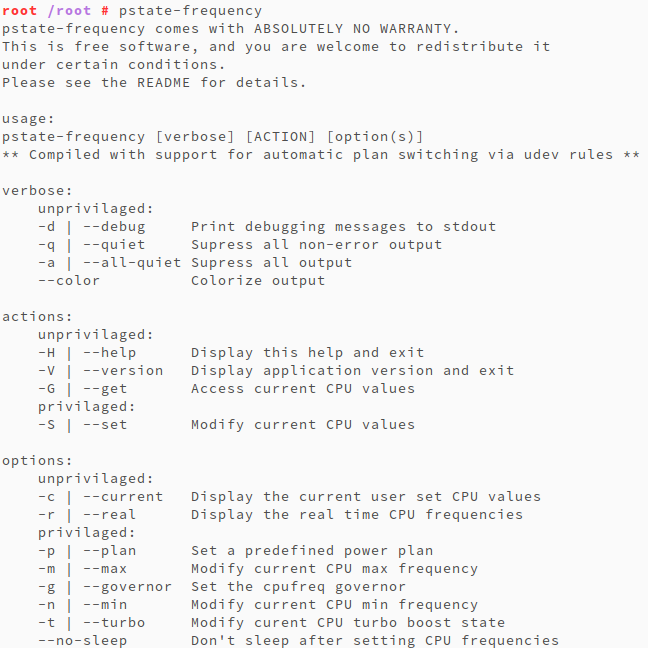 root /root # pstate-frequency
pstate-frequency comes with ABSOLUTELY NO WARRANTY.
This is free software, and you are welcome to redistribute it
under certain conditions.
Please see the README for details.

usage:
pstate-frequency [verbose] [ACTION] [option(s)]
** Compiled with support for automatic plan switching via udev rules **

verbose:
    unprivilaged:
    -d | --debug     Print debugging messages to stdout
    -q | --quiet     Supress all non-error output
    -a | --all-quiet Supress all output
    --color          Colorize output

actions:
    unprivilaged:
    -H | --help      Display this help and exit
    -V | --version   Display application version and exit
    -G | --get       Access current CPU values
    privilaged:
    -S | --set       Modify current CPU values

options:
    unprivilaged:
    -c | --current   Display the current user set CPU values
    -r | --real      Display the real time CPU frequencies
    privilaged:
    -p | --plan      Set a predefined power plan
    -m | --max       Modify current CPU max frequency
    -g | --governor  Set the cpufreq governor
    -n | --min       Modify current CPU min frequency
    -t | --turbo     Modify curent CPU turbo boost state
    --no-sleep       Don't sleep after setting CPU frequencies